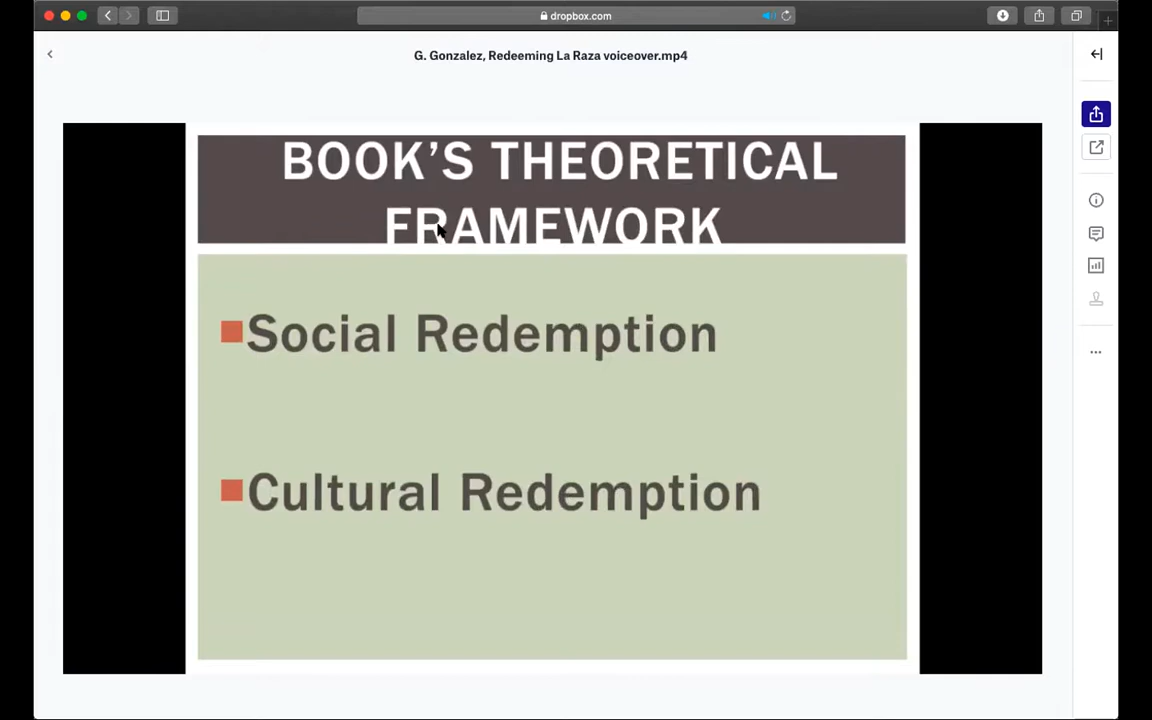 dropbox.com
G. Gonzalez, Redeeming La Raza voiceover.mp4
BOOK'S THEORETICAL
FRAMEWORK
Social Redemption
Cultural Redemption